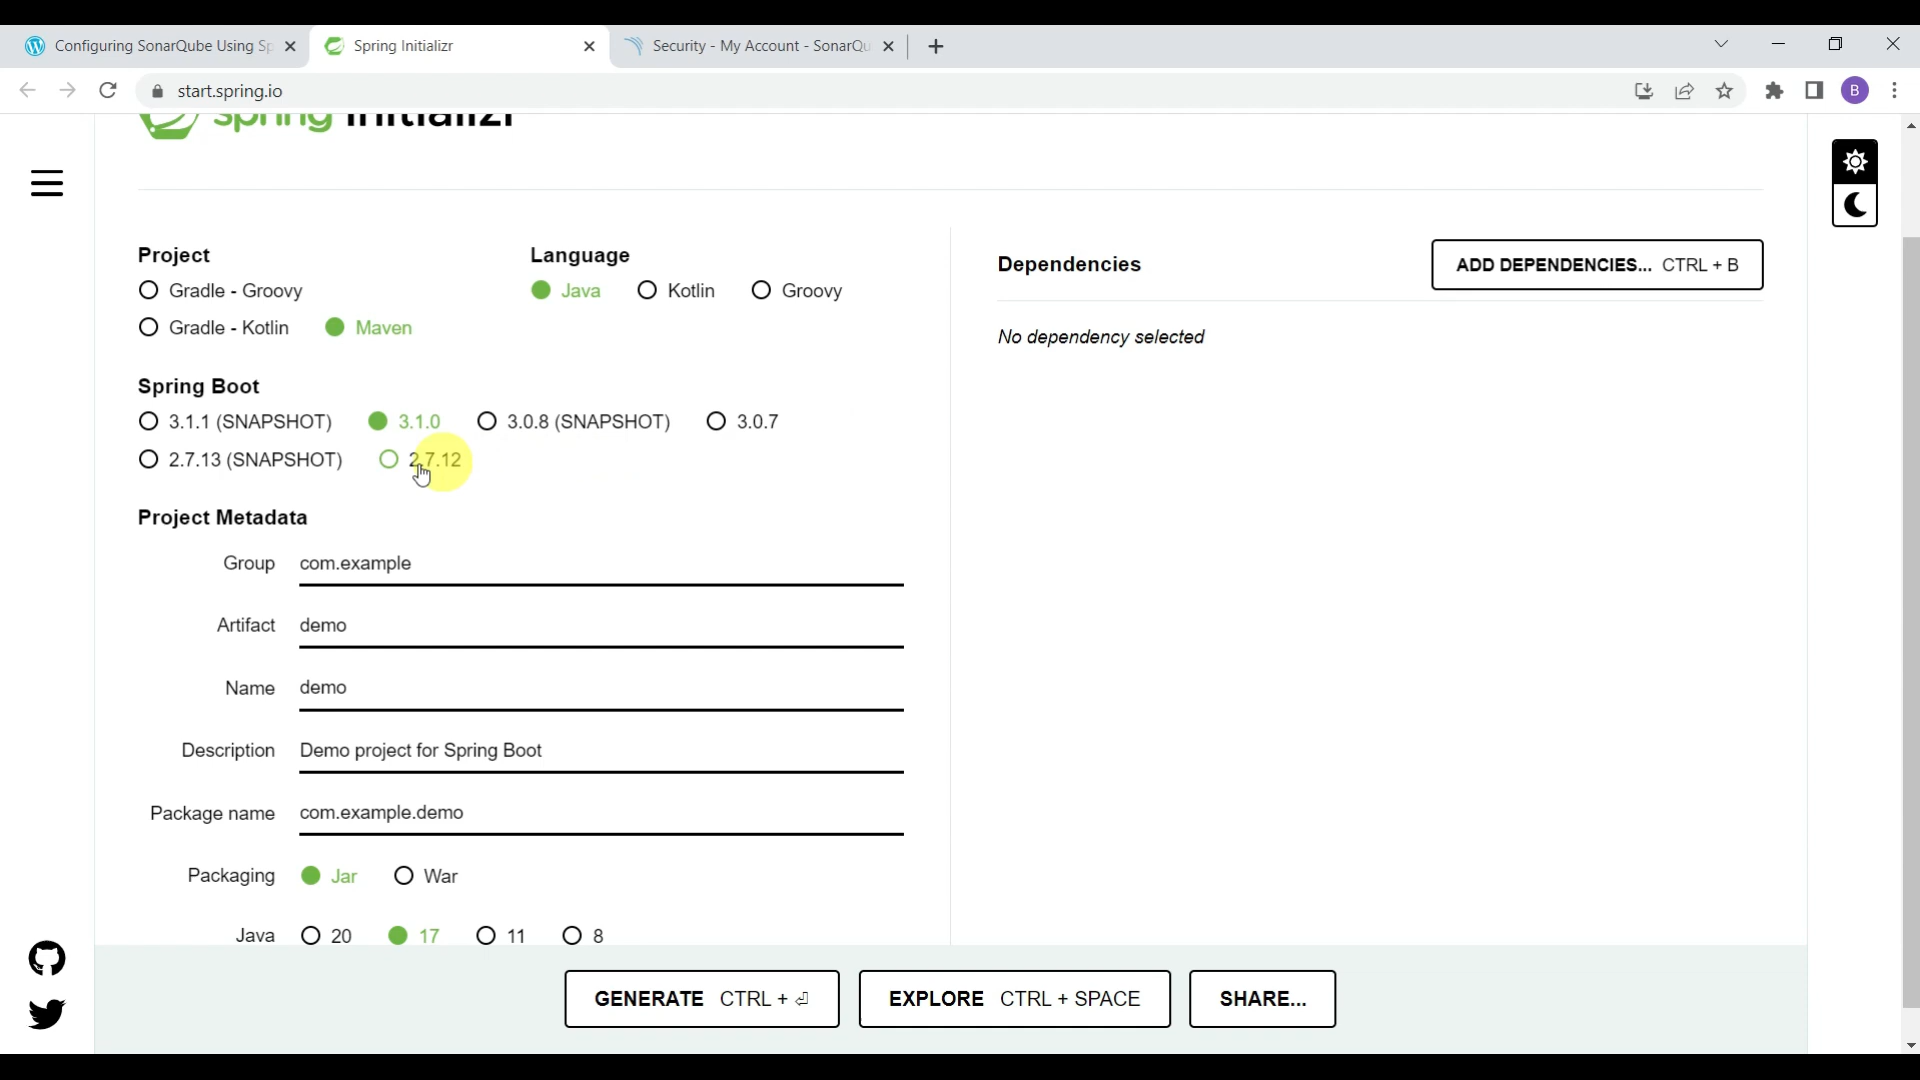 Configuring SonarQube Using Sp
Spring Initializr
Security - My Account - SonarQu
start.spring.io
B
spring initializr
Project
Gradle - Groovy
Gradle - Kotlin Maven
Language
Java Kotlin Groovy
Spring Boot
3.1.1 (SNAPSHOT) 3.1.0 3.0.8 (SNAPSHOT) 3.0.7
2.7.13 (SNAPSHOT) 2.7.12
Project Metadata
Group com.example
Artifact demo
Name demo
Description Demo project for Spring Boot
Package name com.example.demo
Packaging Jar War
Java 20 17 11 8
Dependencies
ADD DEPENDENCIES... CTRL + B
No dependency selected
GENERATE CTRL + ⏎
EXPLORE CTRL + SPACE
SHARE...